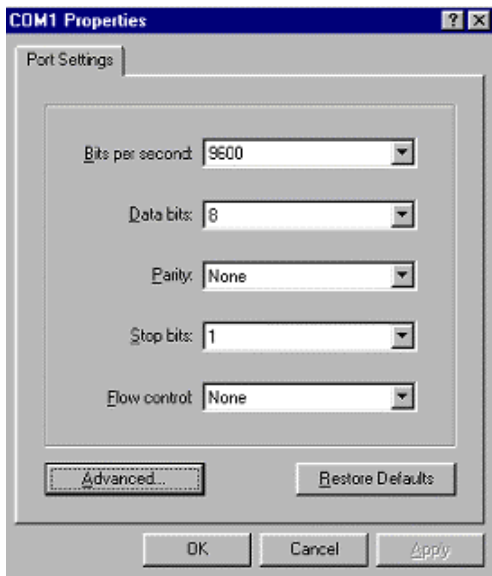 COM1 Properties
Port Settings
Bits per second: 9600
Data bits: 8
Parity: None
Stop bits: 1
Flow control: None
Advanced...
Restore Defaults
OK
Cancel
Apply